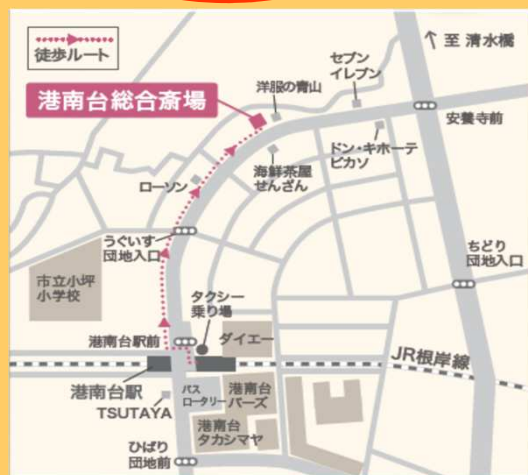 徒歩ルート
至 清水橋
セブン
イレブン
洋服の青山
港南台総合斎場
安養寺前
ドン・キホーテ
ピカソ
海鮮茶屋
せんざん
ローソン
うぐいす
団地入口
ちどり
団地入口
市立小坪
小学校
タクシー
乗り場
港南台駅前
ダイエー
JR根岸線
港南台駅
バス
ロータリー
港南台
バーズ
TSUTAYA
港南台
タカシマヤ
ひばり
団地前